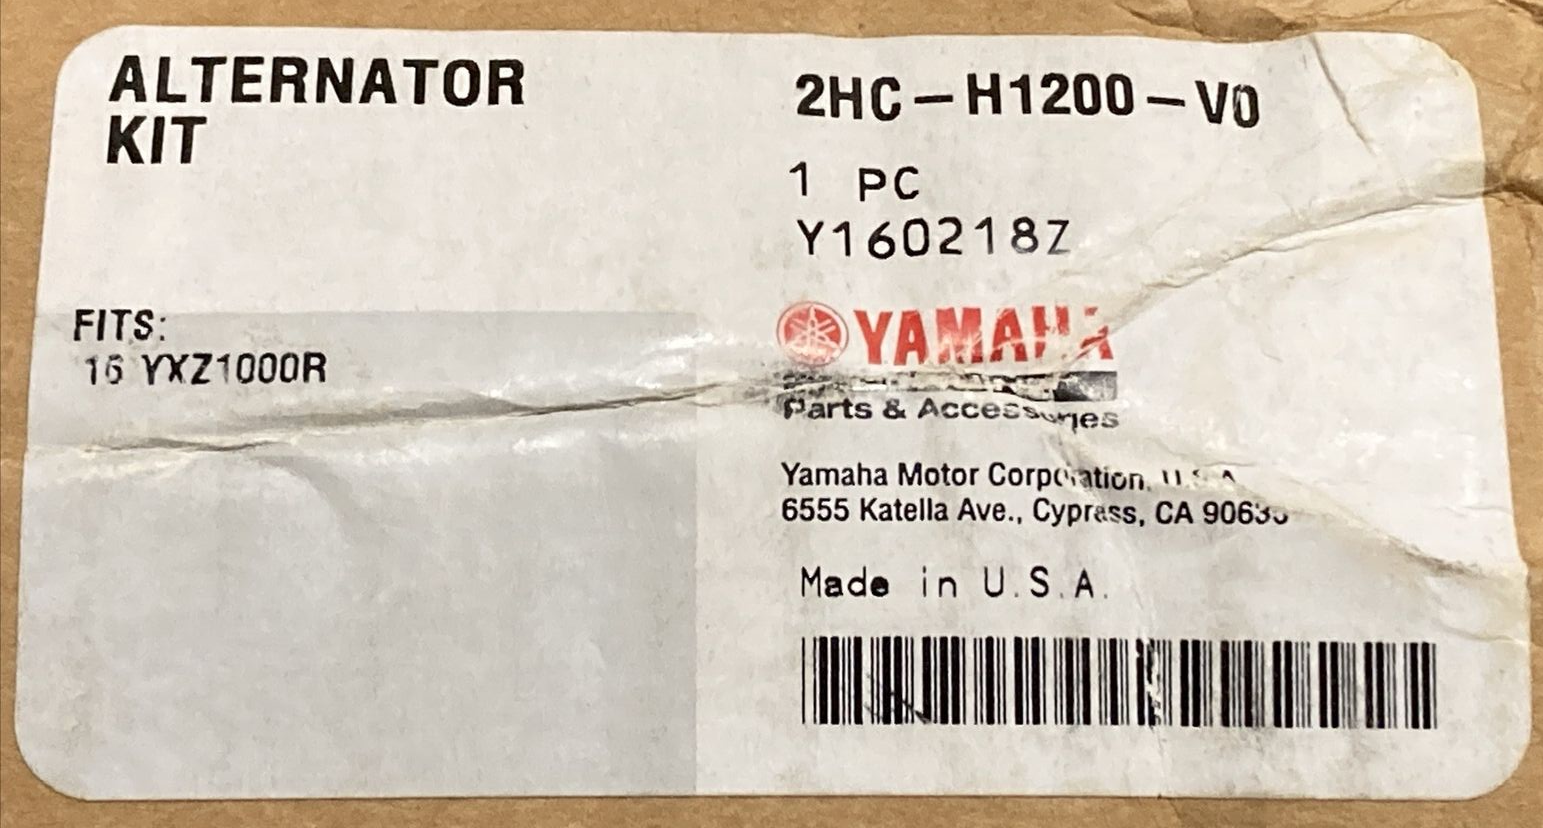 ALTERNATOR
KIT
2HC-H1200-V0
1 PC
Y160218Z
FITS:
16 YXZ1000R
YAMAHA
Parts & Accessories
Yamaha Motor Corporation, U.S.A.
6555 Katella Ave., Cypress, CA
Made in U.S.A.